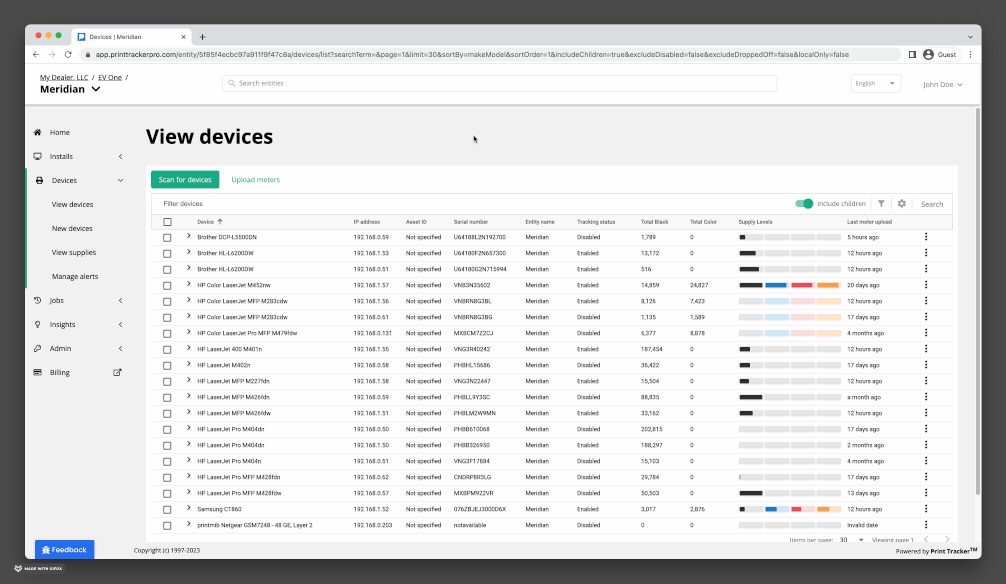 Devices | Meridian
app.printtrackerpro.com/entity/5f85f4ecbc97a911f9f47c8a/devices/list?searchTerm=&page=1&limit=30&sortBy=makeModel&sortOrder=1&includeChildren=true&excludeDisabled=false&excludeDroppedOff=false&localOnly=false
Guest
My Dealer, LLC / EV One /
Meridian
Search entities
English
John Doe
Home
Installs
Devices
View devices
New devices
View supplies
Manage alerts
Jobs
Insights
Admin
Billing
Feedback
View devices
Scan for devices Upload meters
Filter devices Include children Search
Device IP address Asset ID Serial number Entity name Tracking status Total Black Total Color Supply Levels Last meter upload
Brother DCP-L5500DN 192.168.0.59 Not specified U64188L2N192700 Meridian Disabled 1,789 0 5 hours ago
Brother HL-L6200DW 192.168.1.53 Not specified U64180F2N657300 Meridian Enabled 13,172 0 12 hours ago
Brother HL-L6200DW 192.168.0.51 Not specified U64180G2N715994 Meridian Enabled 516 0 12 hours ago
HP Color LaserJet M452nw 192.168.1.57 Not specified VNB3N35602 Meridian Enabled 14,859 24,827 20 days ago
HP Color LaserJet MFP M283cdw 192.168.1.56 Not specified VNBRN8G3BL Meridian Enabled 8,126 7,423 12 hours ago
HP Color LaserJet MFP M283cdw 192.168.0.61 Not specified VNBRN8G3BG Meridian Disabled 1,135 1,589 17 days ago
HP Color LaserJet Pro MFP M479fdw 192.168.0.131 Not specified MXBCM7Z2CJ Meridian Disabled 6,377 8,878 4 months ago
HP LaserJet 400 M401n 192.168.1.55 Not specified VNG3R40242 Meridian Enabled 187,454 0 12 hours ago
HP LaserJet M402n 192.168.0.58 Not specified PHBHL15686 Meridian Disabled 36,422 0 17 days ago
HP LaserJet MFP M227fdn 192.168.1.58 Not specified VNG3N22447 Meridian Enabled 15,504 0 12 hours ago
HP LaserJet MFP M426fdn 192.168.0.59 Not specified PHBLL9Y3SC Meridian Disabled 88,835 0 a month ago
HP LaserJet MFP M426fdw 192.168.1.51 Not specified PHBLM2W9MN Meridian Enabled 33,162 0 12 hours ago
HP LaserJet Pro M404dn 192.168.0.50 Not specified PHBB610068 Meridian Disabled 202,815 0 17 days ago
HP LaserJet Pro M404dn 192.168.1.50 Not specified PHBB326950 Meridian Enabled 188,297 0 2 months ago
HP LaserJet Pro M404n 192.168.0.51 Not specified VNG3F17884 Meridian Disabled 15,103 0 4 months ago
HP LaserJet Pro MFP M428fdn 192.168.0.62 Not specified CNDRP8R3LG Meridian Disabled 29,784 0 17 days ago
HP LaserJet Pro MFP M428fdw 192.168.0.57 Not specified MXBPM922VR Meridian Disabled 50,503 0 13 days ago
Samsung C1860 192.168.1.52 Not specified 076ZBJEJ3000D6X Meridian Enabled 3,017 2,876 12 hours ago
printmib Netgear GSM7248 - 48 GE, Layer 2 192.168.0.203 Not specified notavailable Meridian Disabled 0 0 Invalid date
Items per page: 30 Viewing page 1
Copyright (c) 1997-2023
Powered by Print Tracker™
MADE WITH GIFOX